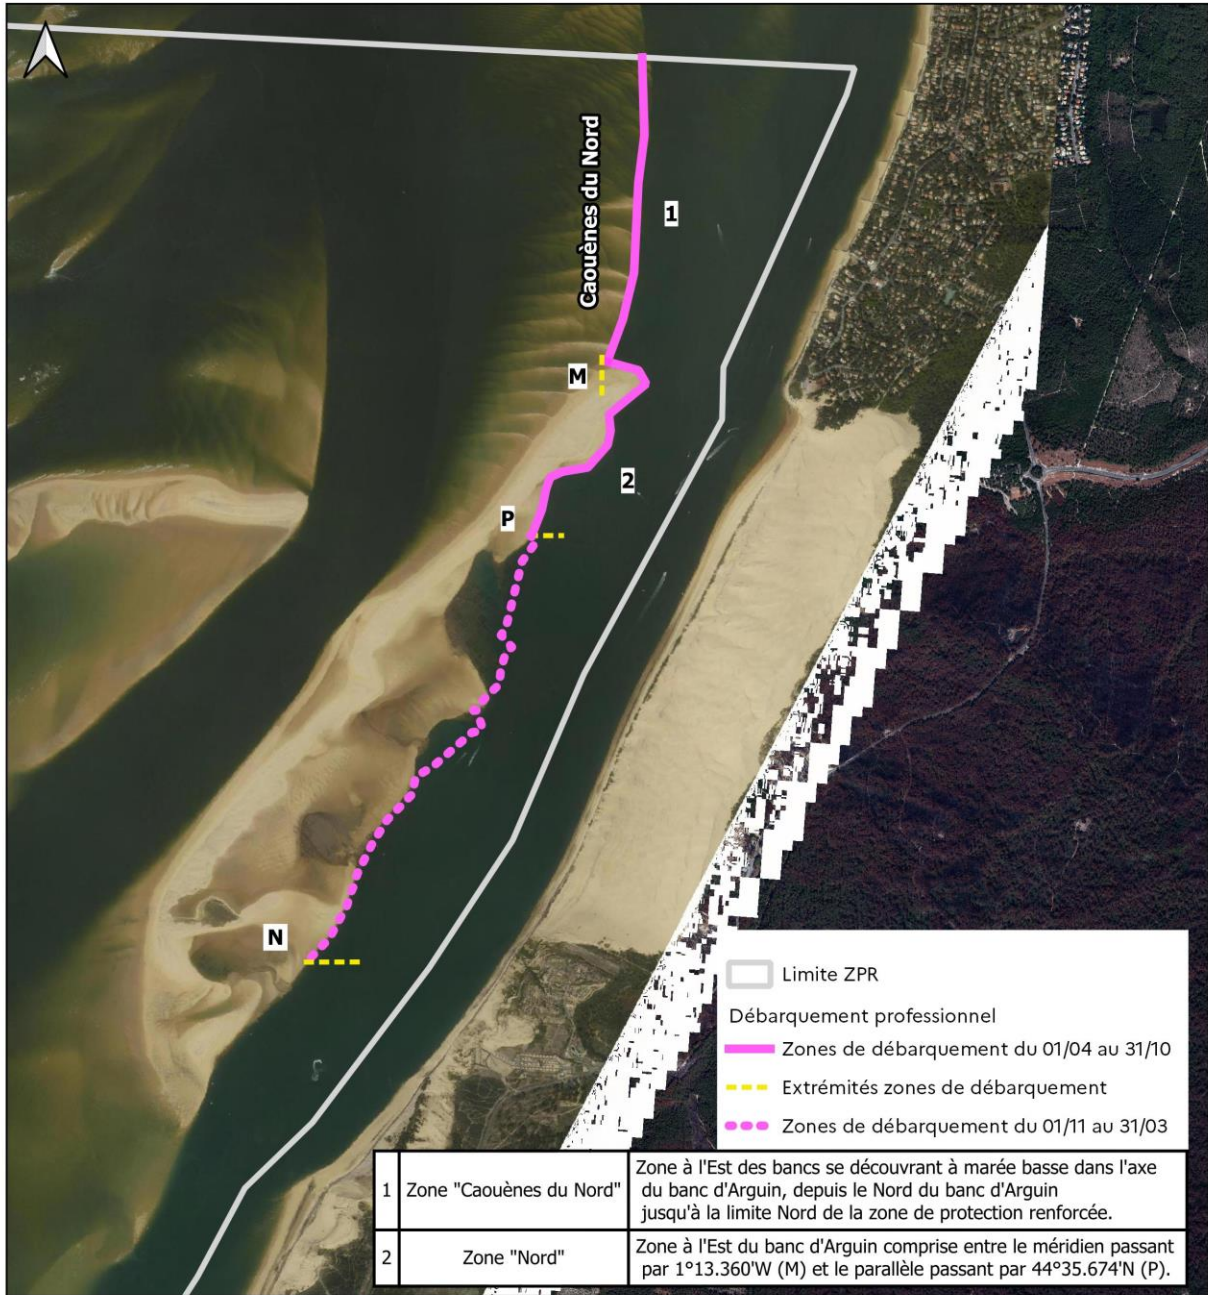 Caouènes du Nord
1
M
2
P
N
Limite ZPR
Débarquement professionnel
Zones de débarquement du 01/04 au 31/10
Extrémités zones de débarquement
Zones de débarquement du 01/11 au 31/03
1
Zone "Caouènes du Nord"
Zone à l'Est des bancs se découvrant à marée basse dans l'axe
du banc d'Arguin, depuis le Nord du banc d'Arguin
jusqu'à la limite Nord de la zone de protection renforcée.
2
Zone "Nord"
Zone à l'Est du banc d'Arguin comprise entre le méridien passant
par 1°13.360'W (M) et le parallèle passant par 44°35.674'N (P).